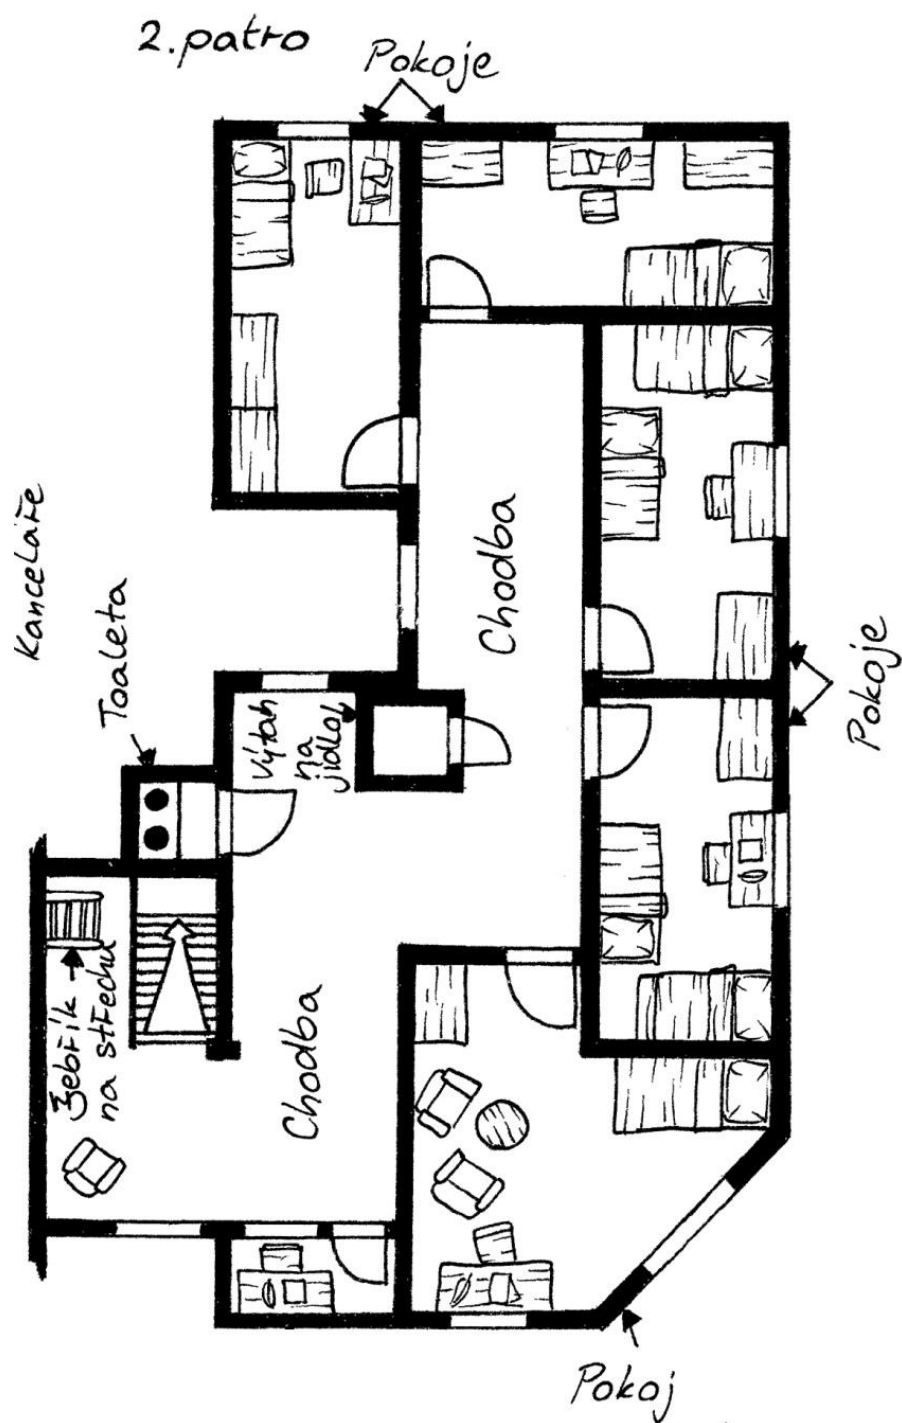 2. patro
Pokoje
Kanceláře
Toaleta
Chodba
Výtah
na
jídlo
Pokoje
Žebřík
na střechu
Chodba
Pokoj